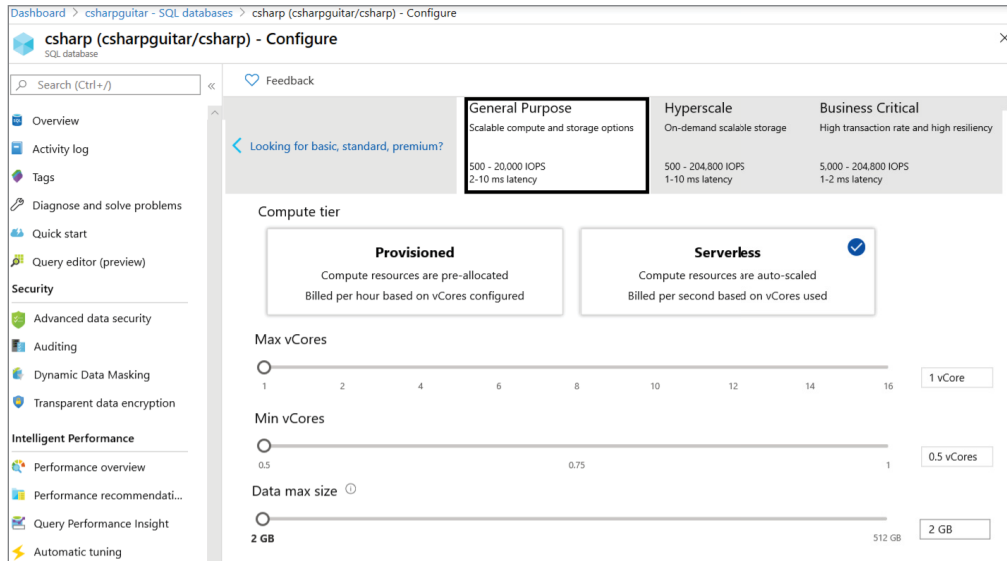 Dashboard > csharpguitar - SQL databases > csharp (csharpguitar/csharp) - Configure
csharp (csharpguitar/csharp) - Configure
SQL database
Search (Ctrl+/)
Overview
Activity log
Tags
Diagnose and solve problems
Quick start
Query editor (preview)
Security
Advanced data security
Auditing
Dynamic Data Masking
Transparent data encryption
Intelligent Performance
Performance overview
Performance recommendati...
Query Performance Insight
Automatic tuning
Feedback
Looking for basic, standard, premium?
General Purpose
Scalable compute and storage options
500 - 20,000 IOPS
2-10 ms latency
Hyperscale
On-demand scalable storage
500 - 204,800 IOPS
1-10 ms latency
Business Critical
High transaction rate and high resiliency
5,000 - 204,800 IOPS
1-2 ms latency
Compute tier
Provisioned
Compute resources are pre-allocated
Billed per hour based on vCores configured
Serverless
Compute resources are auto-scaled
Billed per second based on vCores used
Max vCores
1 2 4 6 8 10 12 14 16
1 vCore
Min vCores
0.5 0.75 1
0.5 vCores
Data max size
2 GB 512 GB
2 GB